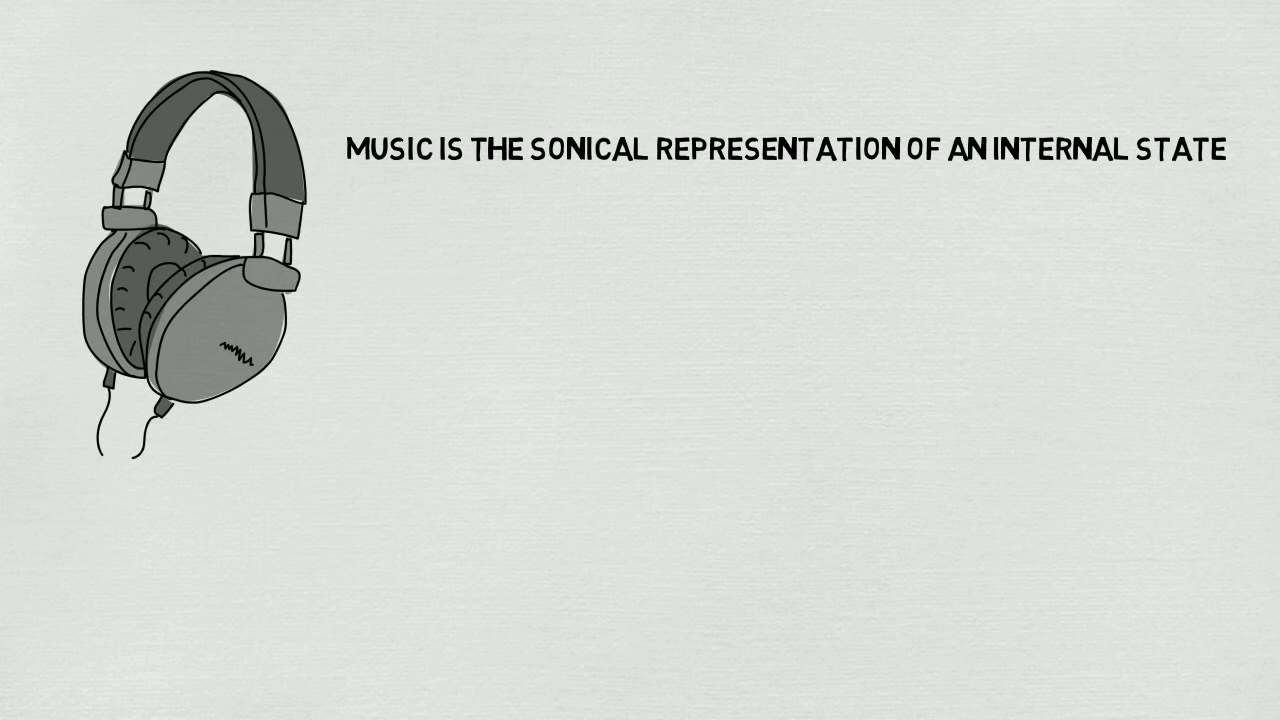 MUSIC IS THE SONICAL REPRESENTATION OF AN INTERNAL STATE